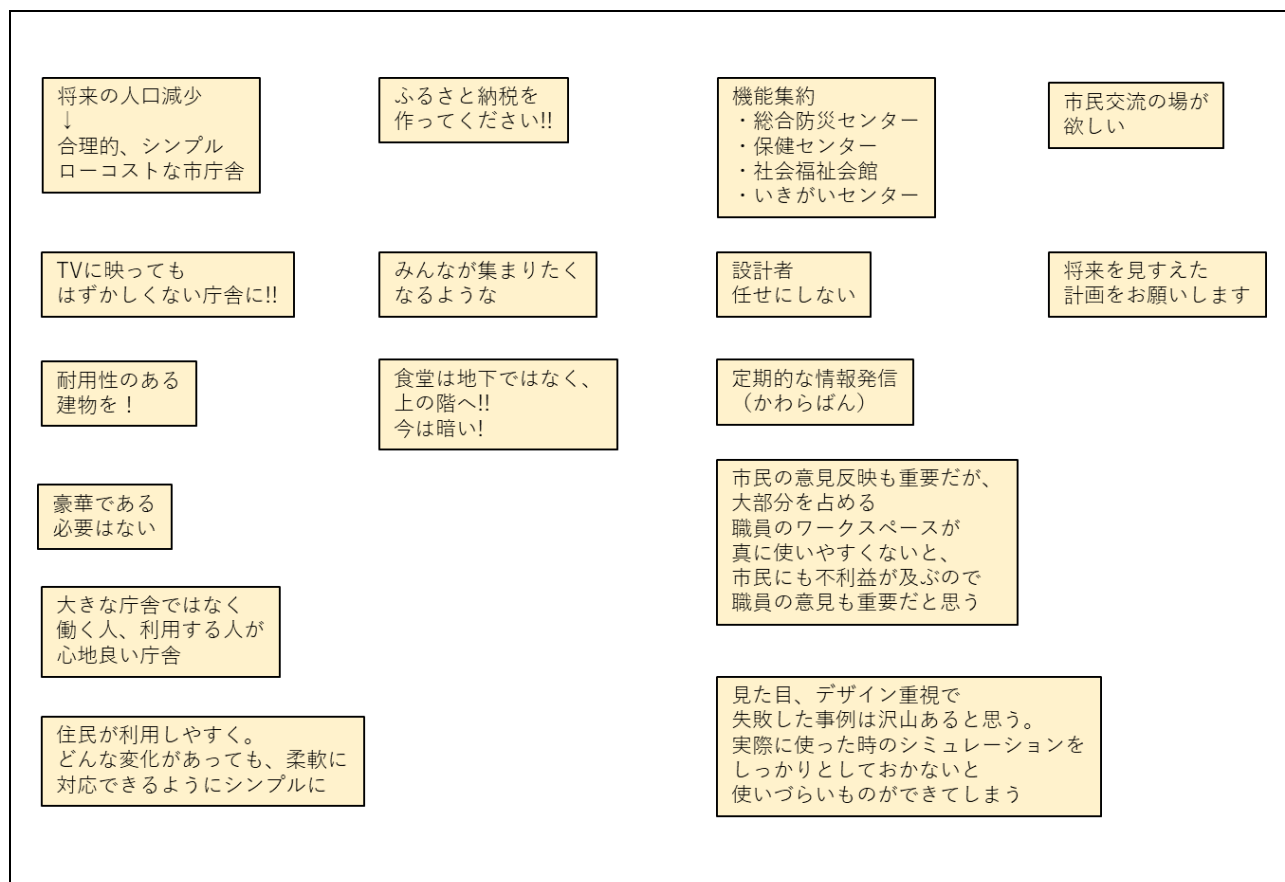 将来の人口減少
↓
合理的、シンプル
ローコストな市庁舎
ふるさと納税を
作ってください!!
機能集約
・総合防災センター
・保健センター
・社会福祉会館
・いきがいセンター
市民交流の場が
欲しい
TVに映っても
はずかしくない庁舎に!!
みんなが集まりたく
なるような
設計者
任せにしない
将来を見すえた
計画をお願いします
耐用性のある
建物を！
食堂は地下ではなく、
上の階へ!!
今は暗い!
定期的な情報発信
（かわらばん）
豪華である
必要はない
市民の意見反映も重要だが、
大部分を占める
職員のワークスペースが
真に使いやすくないと、
市民にも不利益が及ぶので
職員の意見も重要だと思う
大きな庁舎ではなく
働く人、利用する人が
心地良い庁舎
見た目、デザイン重視で
失敗した事例は沢山あると思う。
実際に使った時のシミュレーションを
しっかりとしておかないと
使いづらいものができてしまう
住民が利用しやすく。
どんな変化があっても、柔軟に
対応できるようにシンプルに